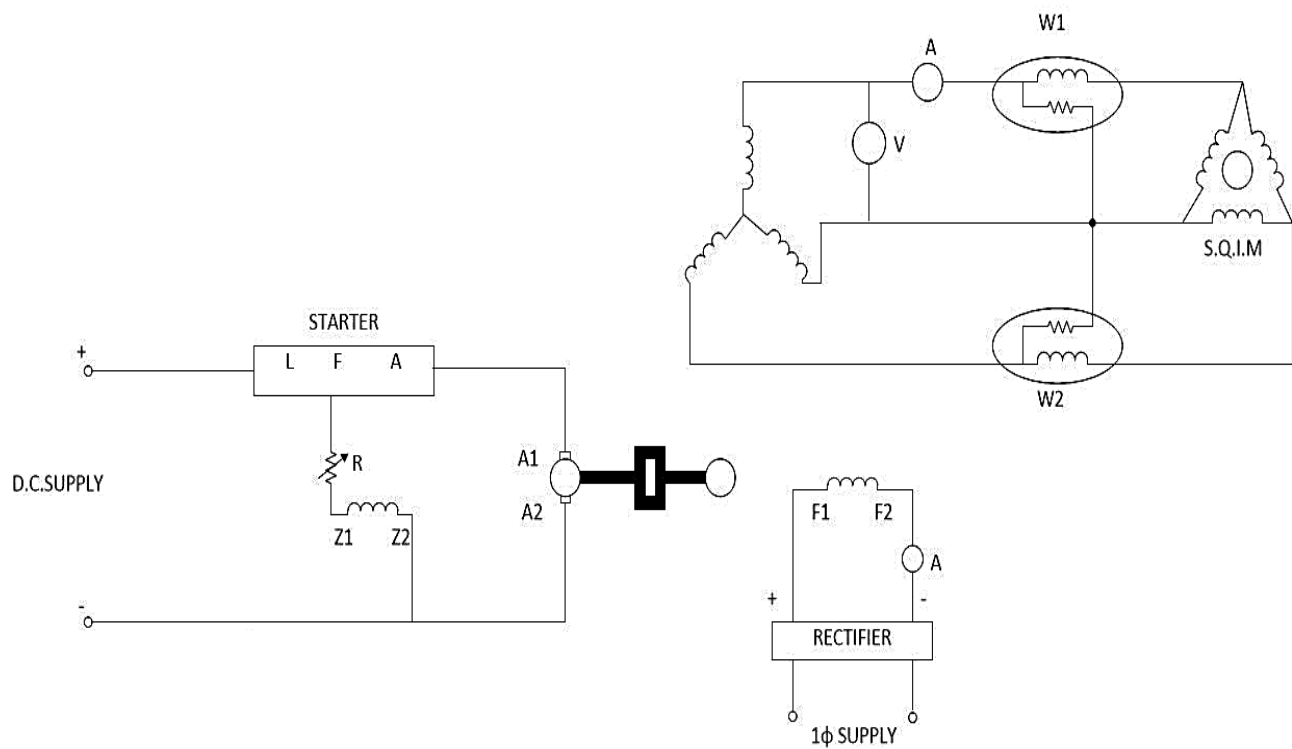 W1
A
V
S.Q.I.M
W2
STARTER
L F A
+
R
D.C.SUPPLY
A1
A2
Z1 Z2
-
F1 F2
A
+ -
RECTIFIER
1ϕ SUPPLY